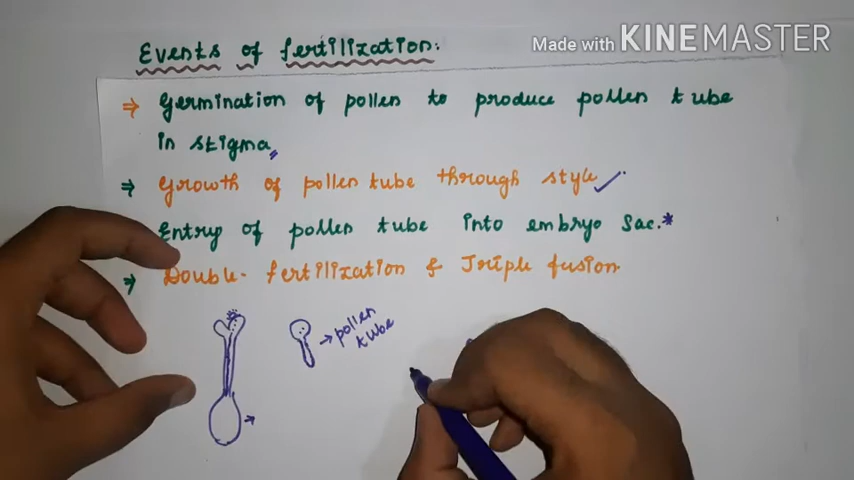 Made with KINEMASTER
Events of fertilization:
⇒ Germination of pollen to produce pollen tube
in stigma
⇒ Growth of pollen tube through style ✓
Entry of pollen tube into embryo sac.*
⇒ Double- fertilization & Triple fusion
→ pollen
tube